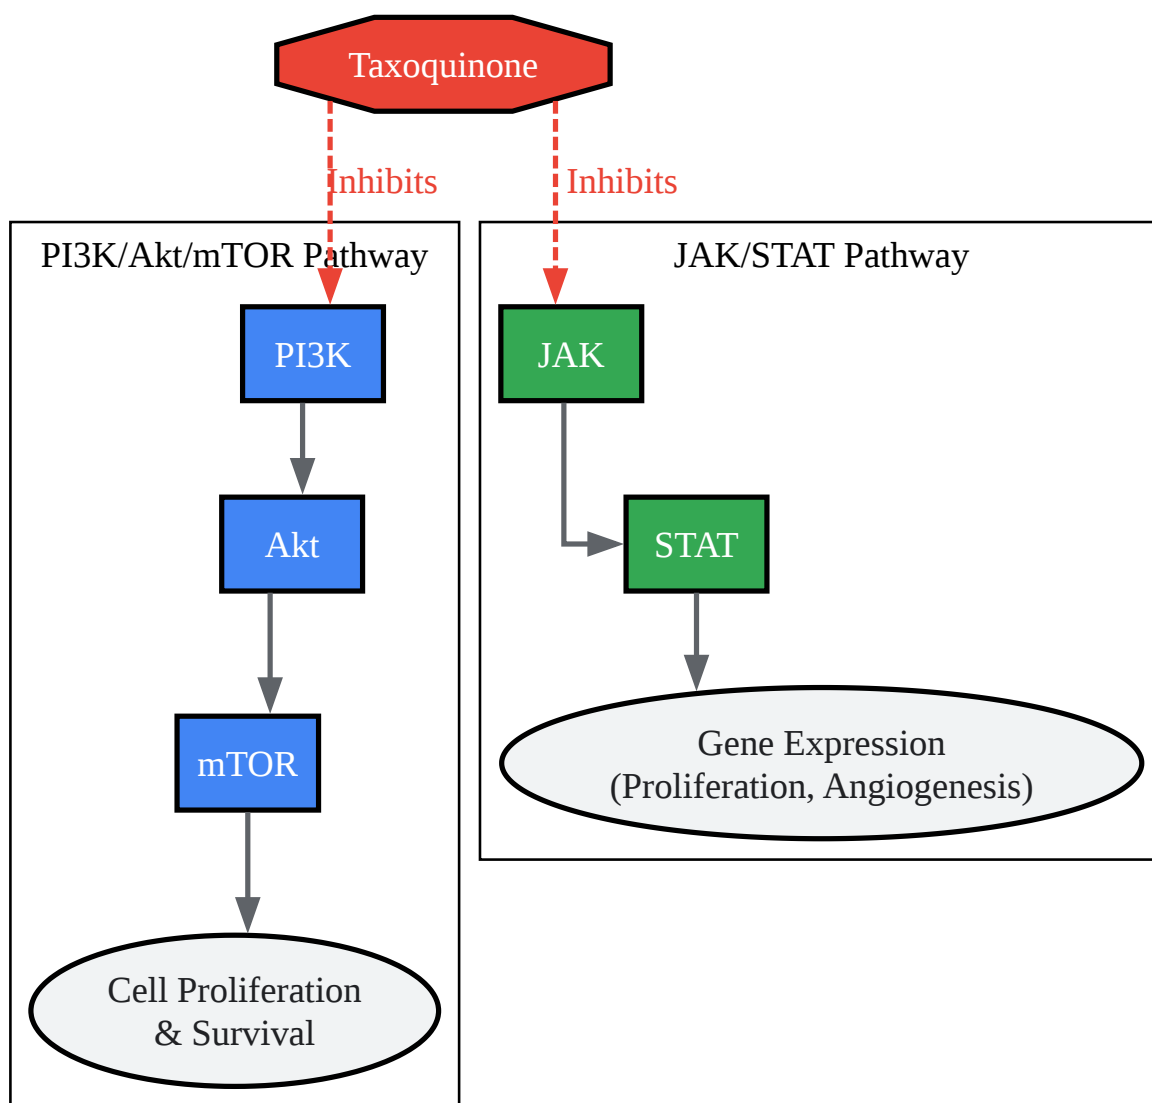 Taxoquinone
Inhibits
Inhibits
PI3K/Akt/mTOR Pathway
PI3K
Akt
mTOR
Cell Proliferation
& Survival
JAK/STAT Pathway
JAK
STAT
Gene Expression
(Proliferation, Angiogenesis)